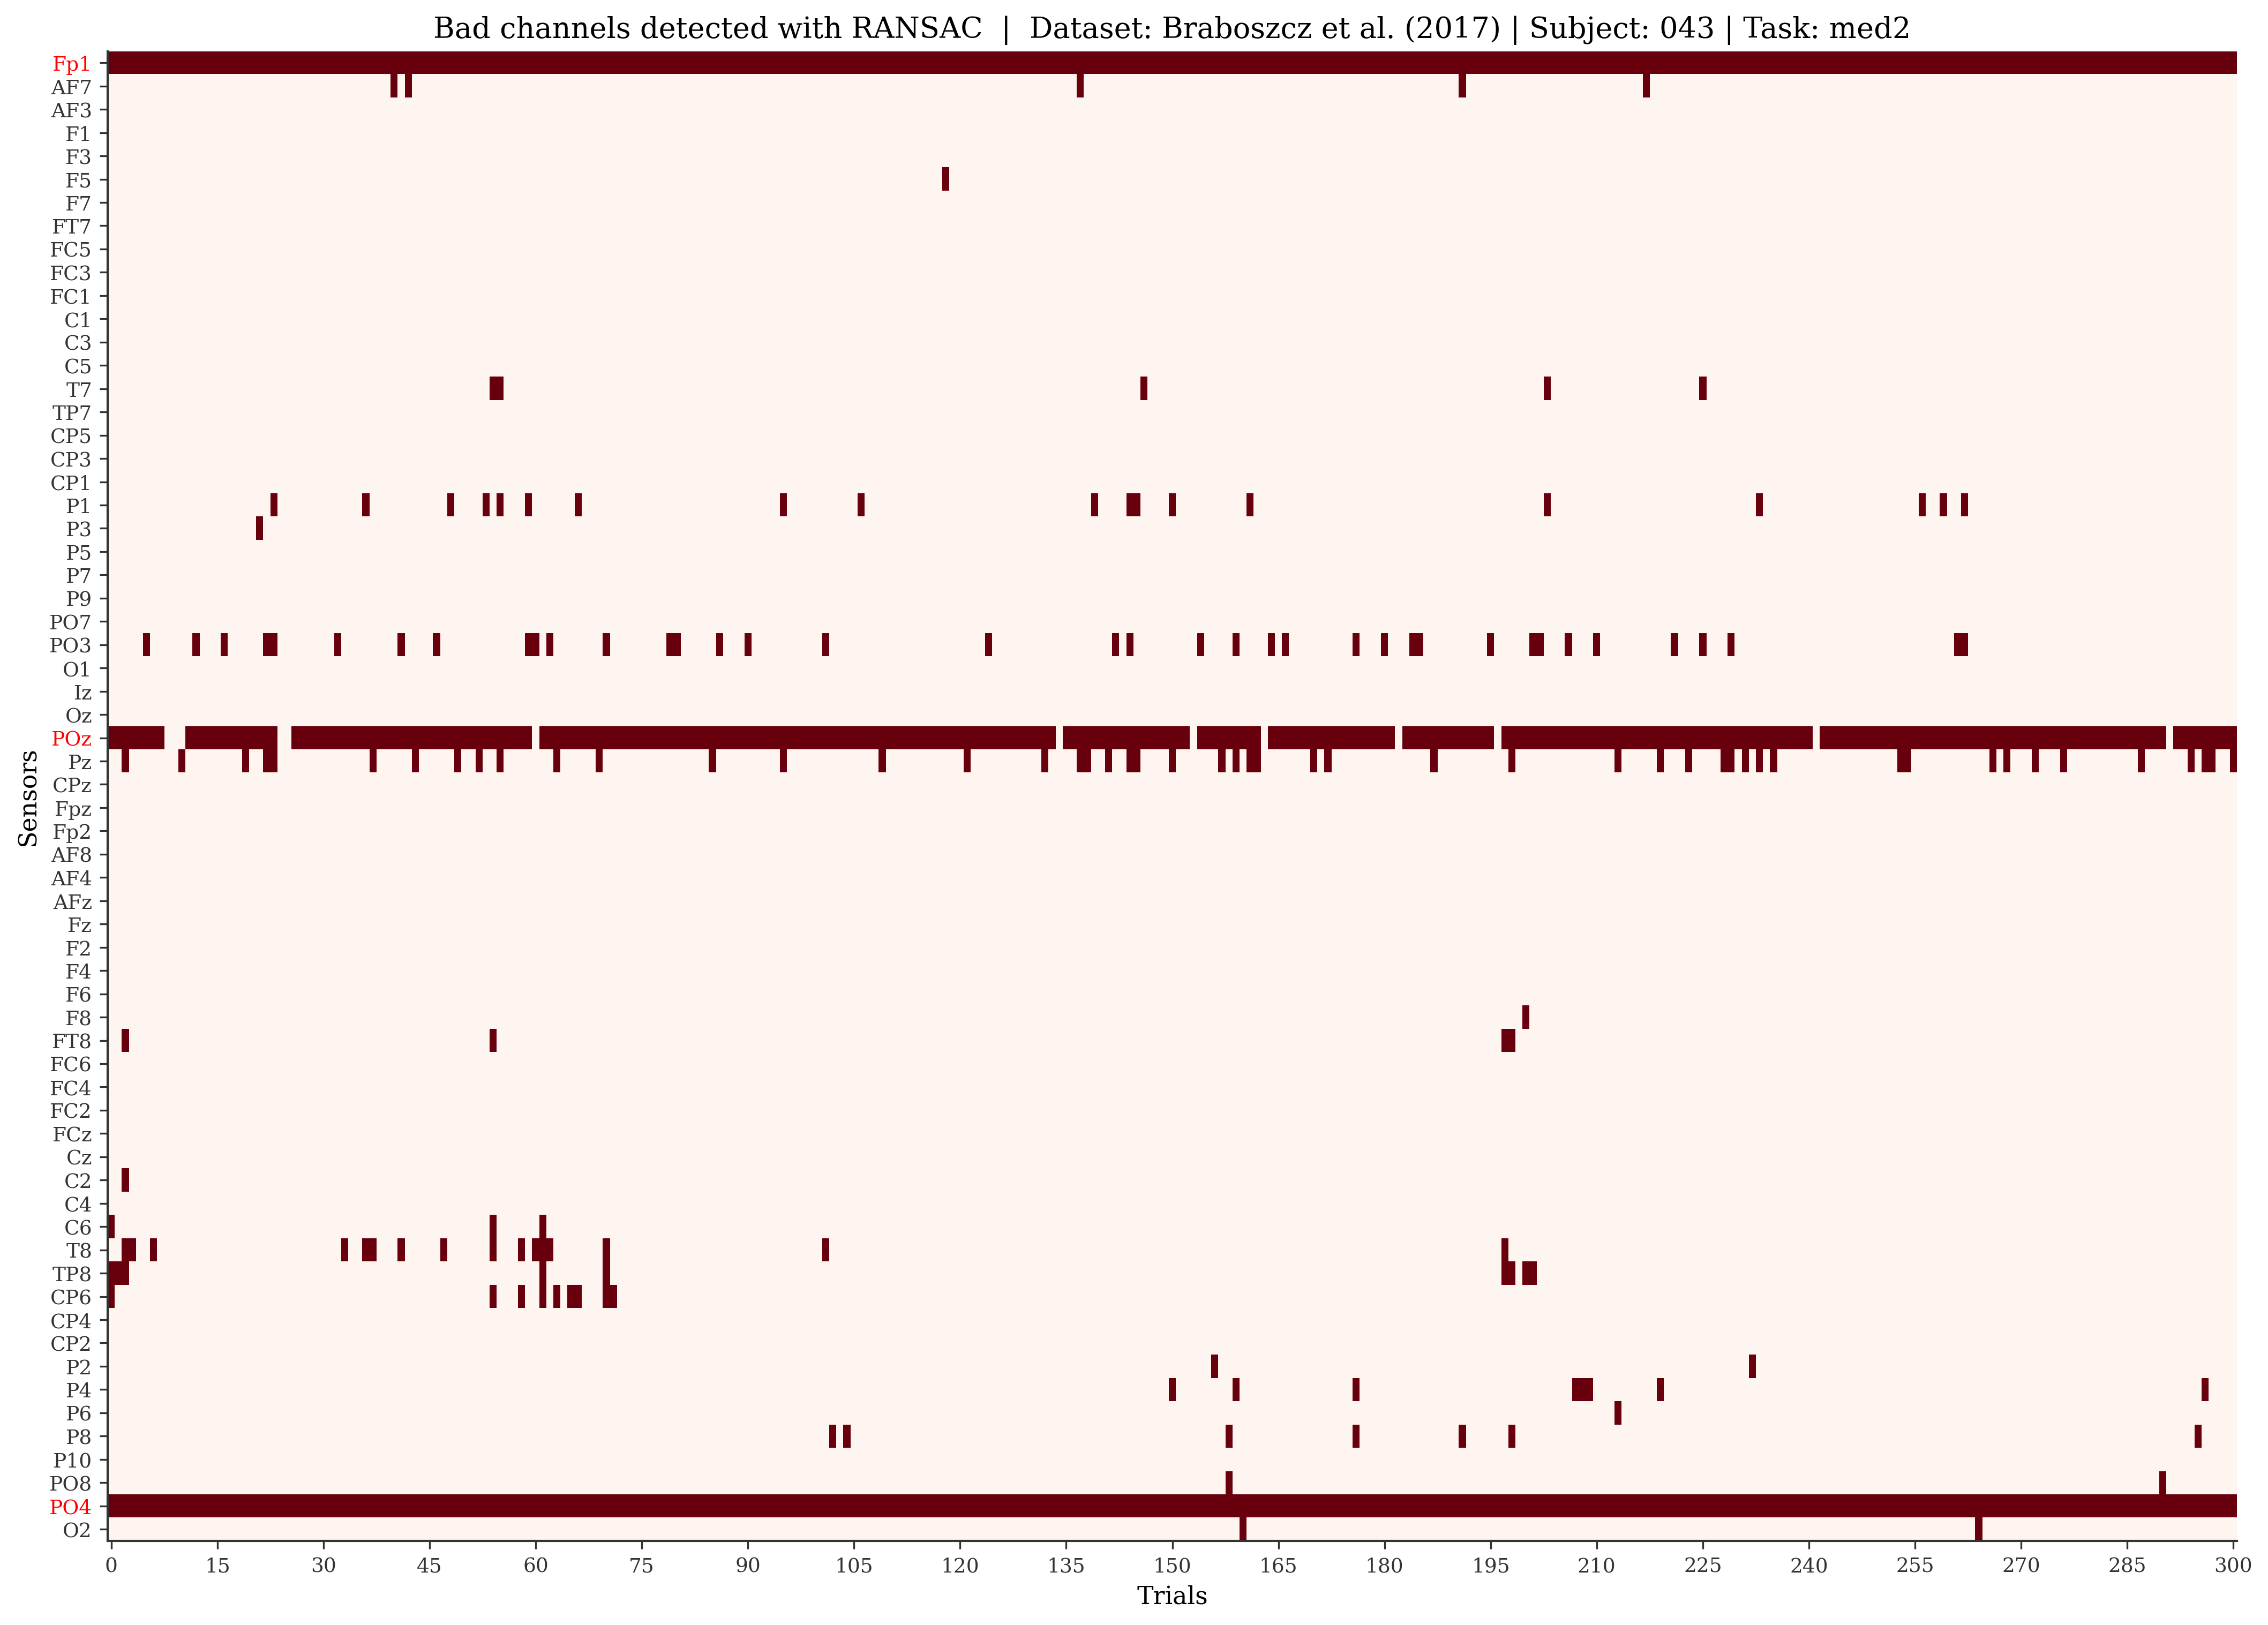 Bad channels detected with RANSAC | Dataset: Braboszcz et al. (2017) | Subject: 043 | Task: med2
Sensors
Fp1
AF7
AF3
F1
F3
F5
F7
FT7
FC5
FC3
FC1
C1
C3
C5
T7
TP7
CP5
CP3
CP1
P1
P3
P5
P7
P9
PO7
PO3
O1
Iz
Oz
POz
Pz
CPz
Fpz
Fp2
AF8
AF4
AFz
Fz
F2
F4
F6
F8
FT8
FC6
FC4
FC2
FCz
Cz
C2
C4
C6
T8
TP8
CP6
CP4
CP2
P2
P4
P6
P8
P10
PO8
PO4
O2
0 15 30 45 60 75 90 105 120 135 150 165 180 195 210 225 240 255 270 285 300
Trials